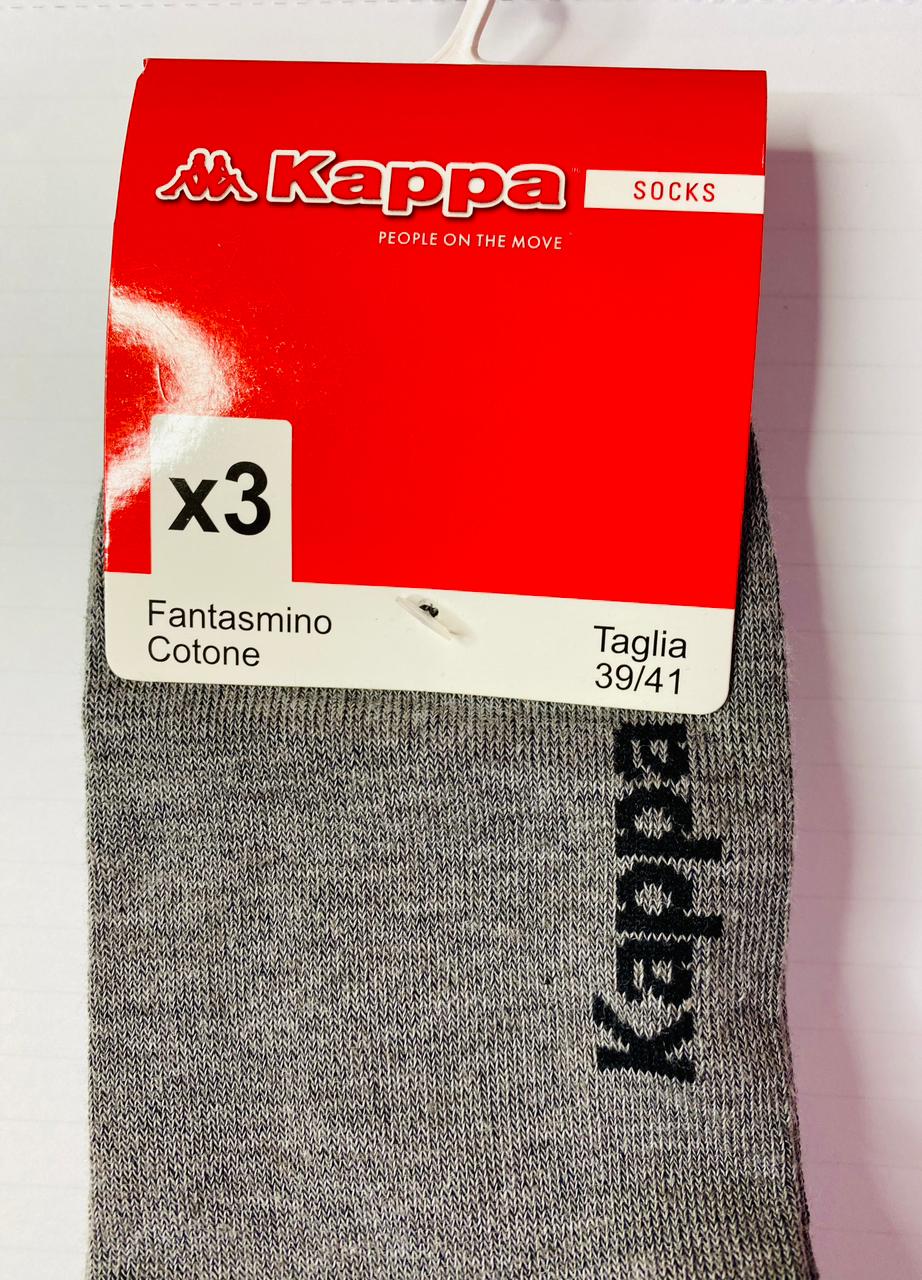 Kappa SOCKS
PEOPLE ON THE MOVE
x3
Fantasmino
Cotone
Taglia
39/41
Kappa